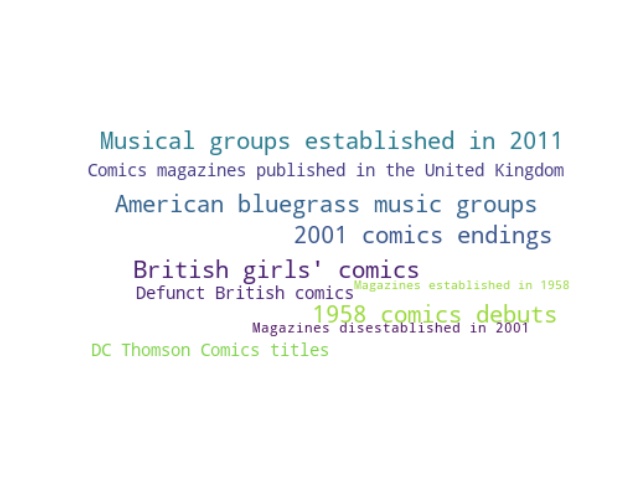 Musical groups established in 2011
Comics magazines published in the United Kingdom
American bluegrass music groups
2001 comics endings
British girls' comics
Magazines established in 1958
Defunct British comics
1958 comics debuts
Magazines disestablished in 2001
DC Thomson Comics titles